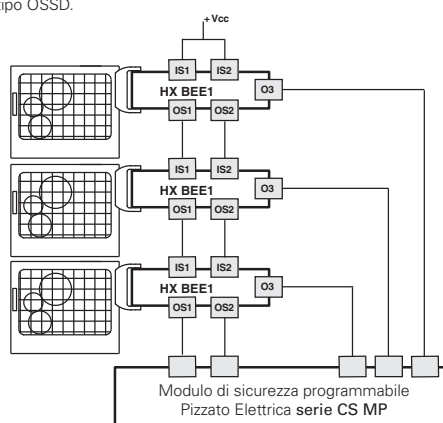 tipo OSSD.
+ Vcc
IS1 IS2
HX BEE1 O3
OS1 OS2
IS1 IS2
HX BEE1 O3
OS1 OS2
IS1 IS2
HX BEE1 O3
OS1 OS2
Modulo di sicurezza programmabile
Pizzato Elettrica serie CS MP